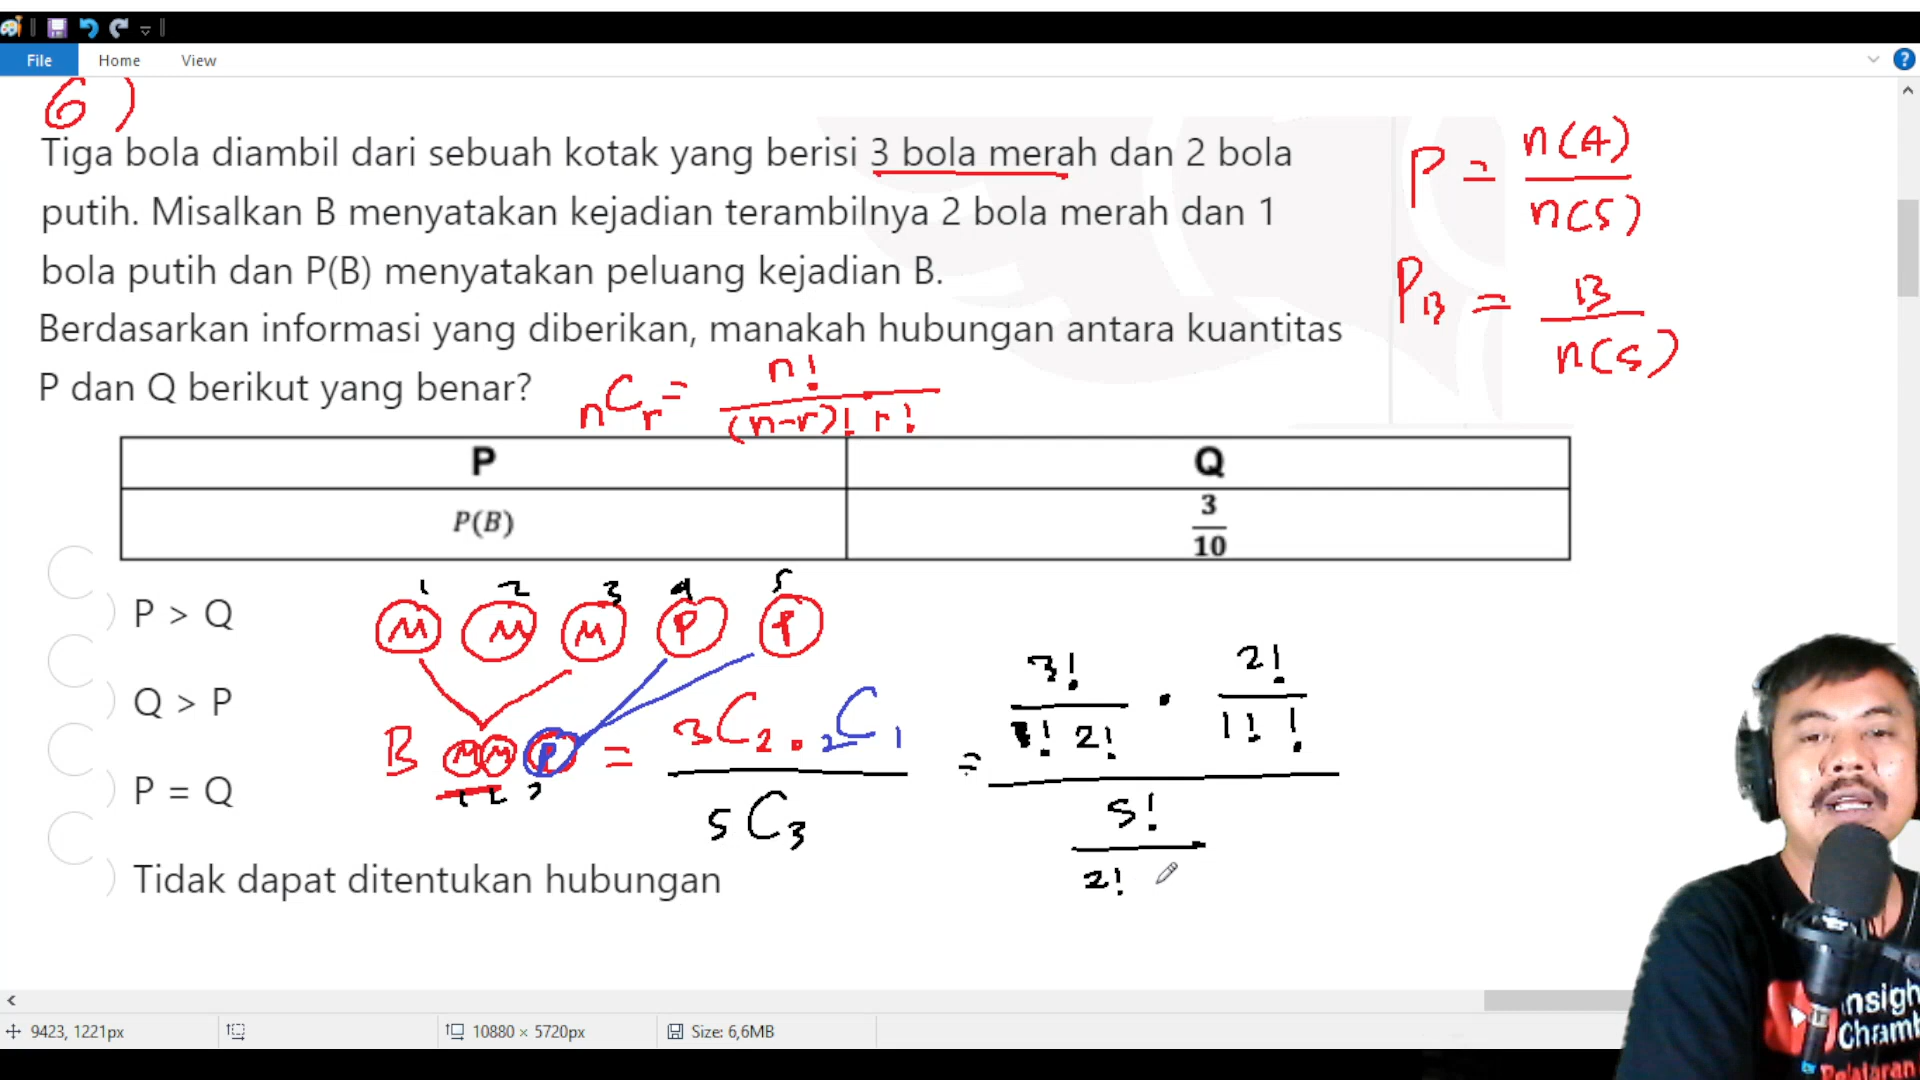 File Home View
6)
Tiga bola diambil dari sebuah kotak yang berisi 3 bola merah dan 2 bola
putih. Misalkan B menyatakan kejadian terambilnya 2 bola merah dan 1
bola putih dan P(B) menyatakan peluang kejadian B.
Berdasarkan informasi yang diberikan, manakah hubungan antara kuantitas
P dan Q berikut yang benar?
nCr = n! / (n-r)! r!
P = n(A) / n(S)
PB = B / n(S)
P Q
P(B) 3/10
1 2 3 4 5
M M M P P
P > Q
Q > P
P = Q
Tidak dapat ditentukan hubungan
B M M P = 3C2 . 2C1 / 5C3
= 3! / 1! 2! . 2! / 1! ! / 5! / 2!
1 2
9423, 1221px 10880 × 5720px Size: 6,6MB
Insight
Chamb
Pelajaran